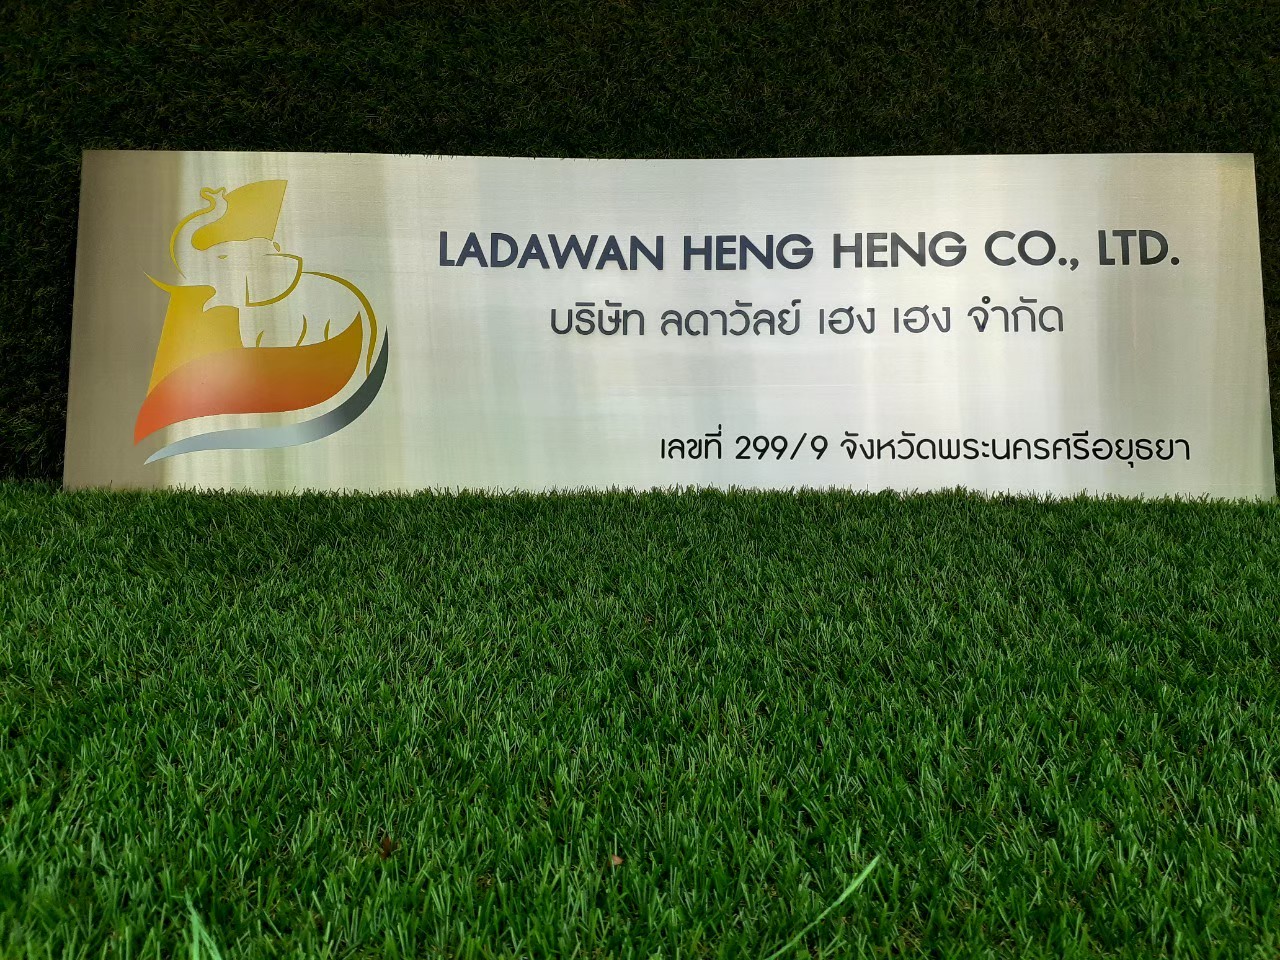 LADAWAN HENG HENG CO., LTD.
บริษัท ลดาวัลย์ เฮง เฮง จำกัด
เลขที่ 299/9 จังหวัดพระนครศรีอยุธยา